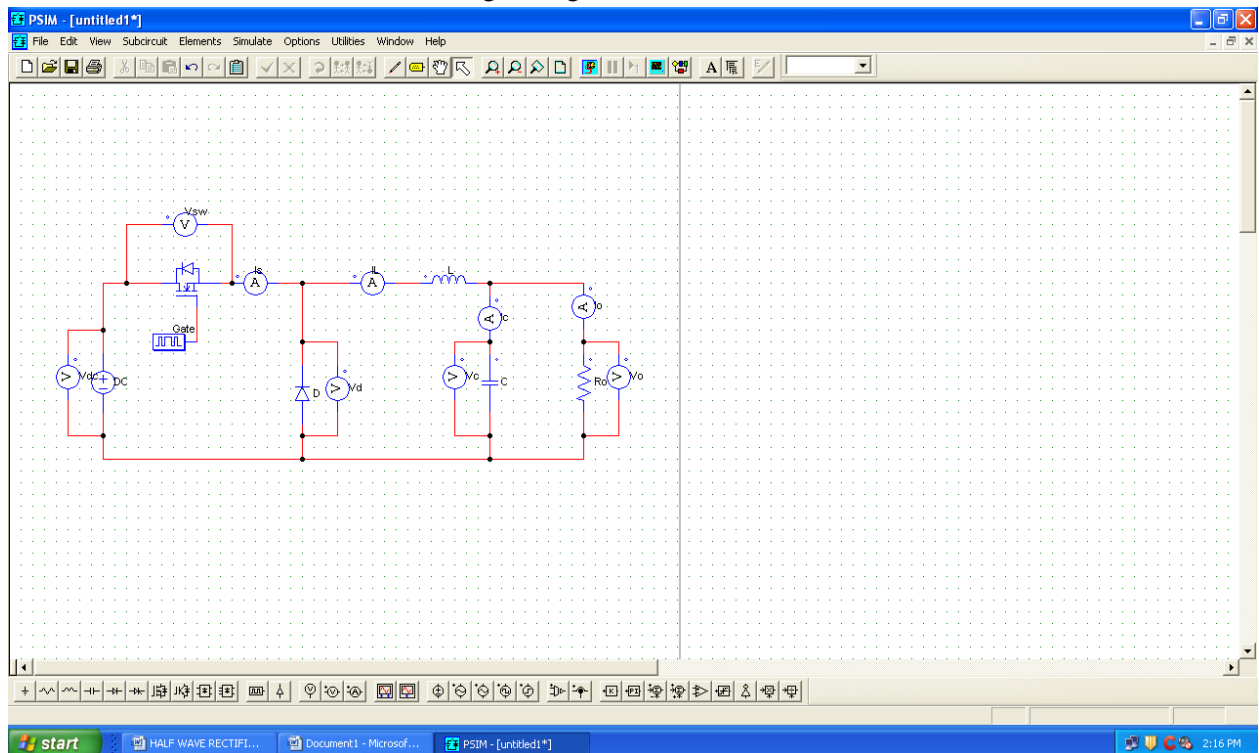 PSIM - [untitled1*]
File Edit View Subcircuit Elements Simulate Options Utilities Window Help
Vsw
V
Is
A
IL
A
L
Gate
V
Vdc
DC
D
V
Vd
A
V
Vc
C
A
Io
Ro
V
Vo
start
HALF WAVE RECTIFI...
Document1 - Microsof...
PSIM - [untitled1*]
2:16 PM